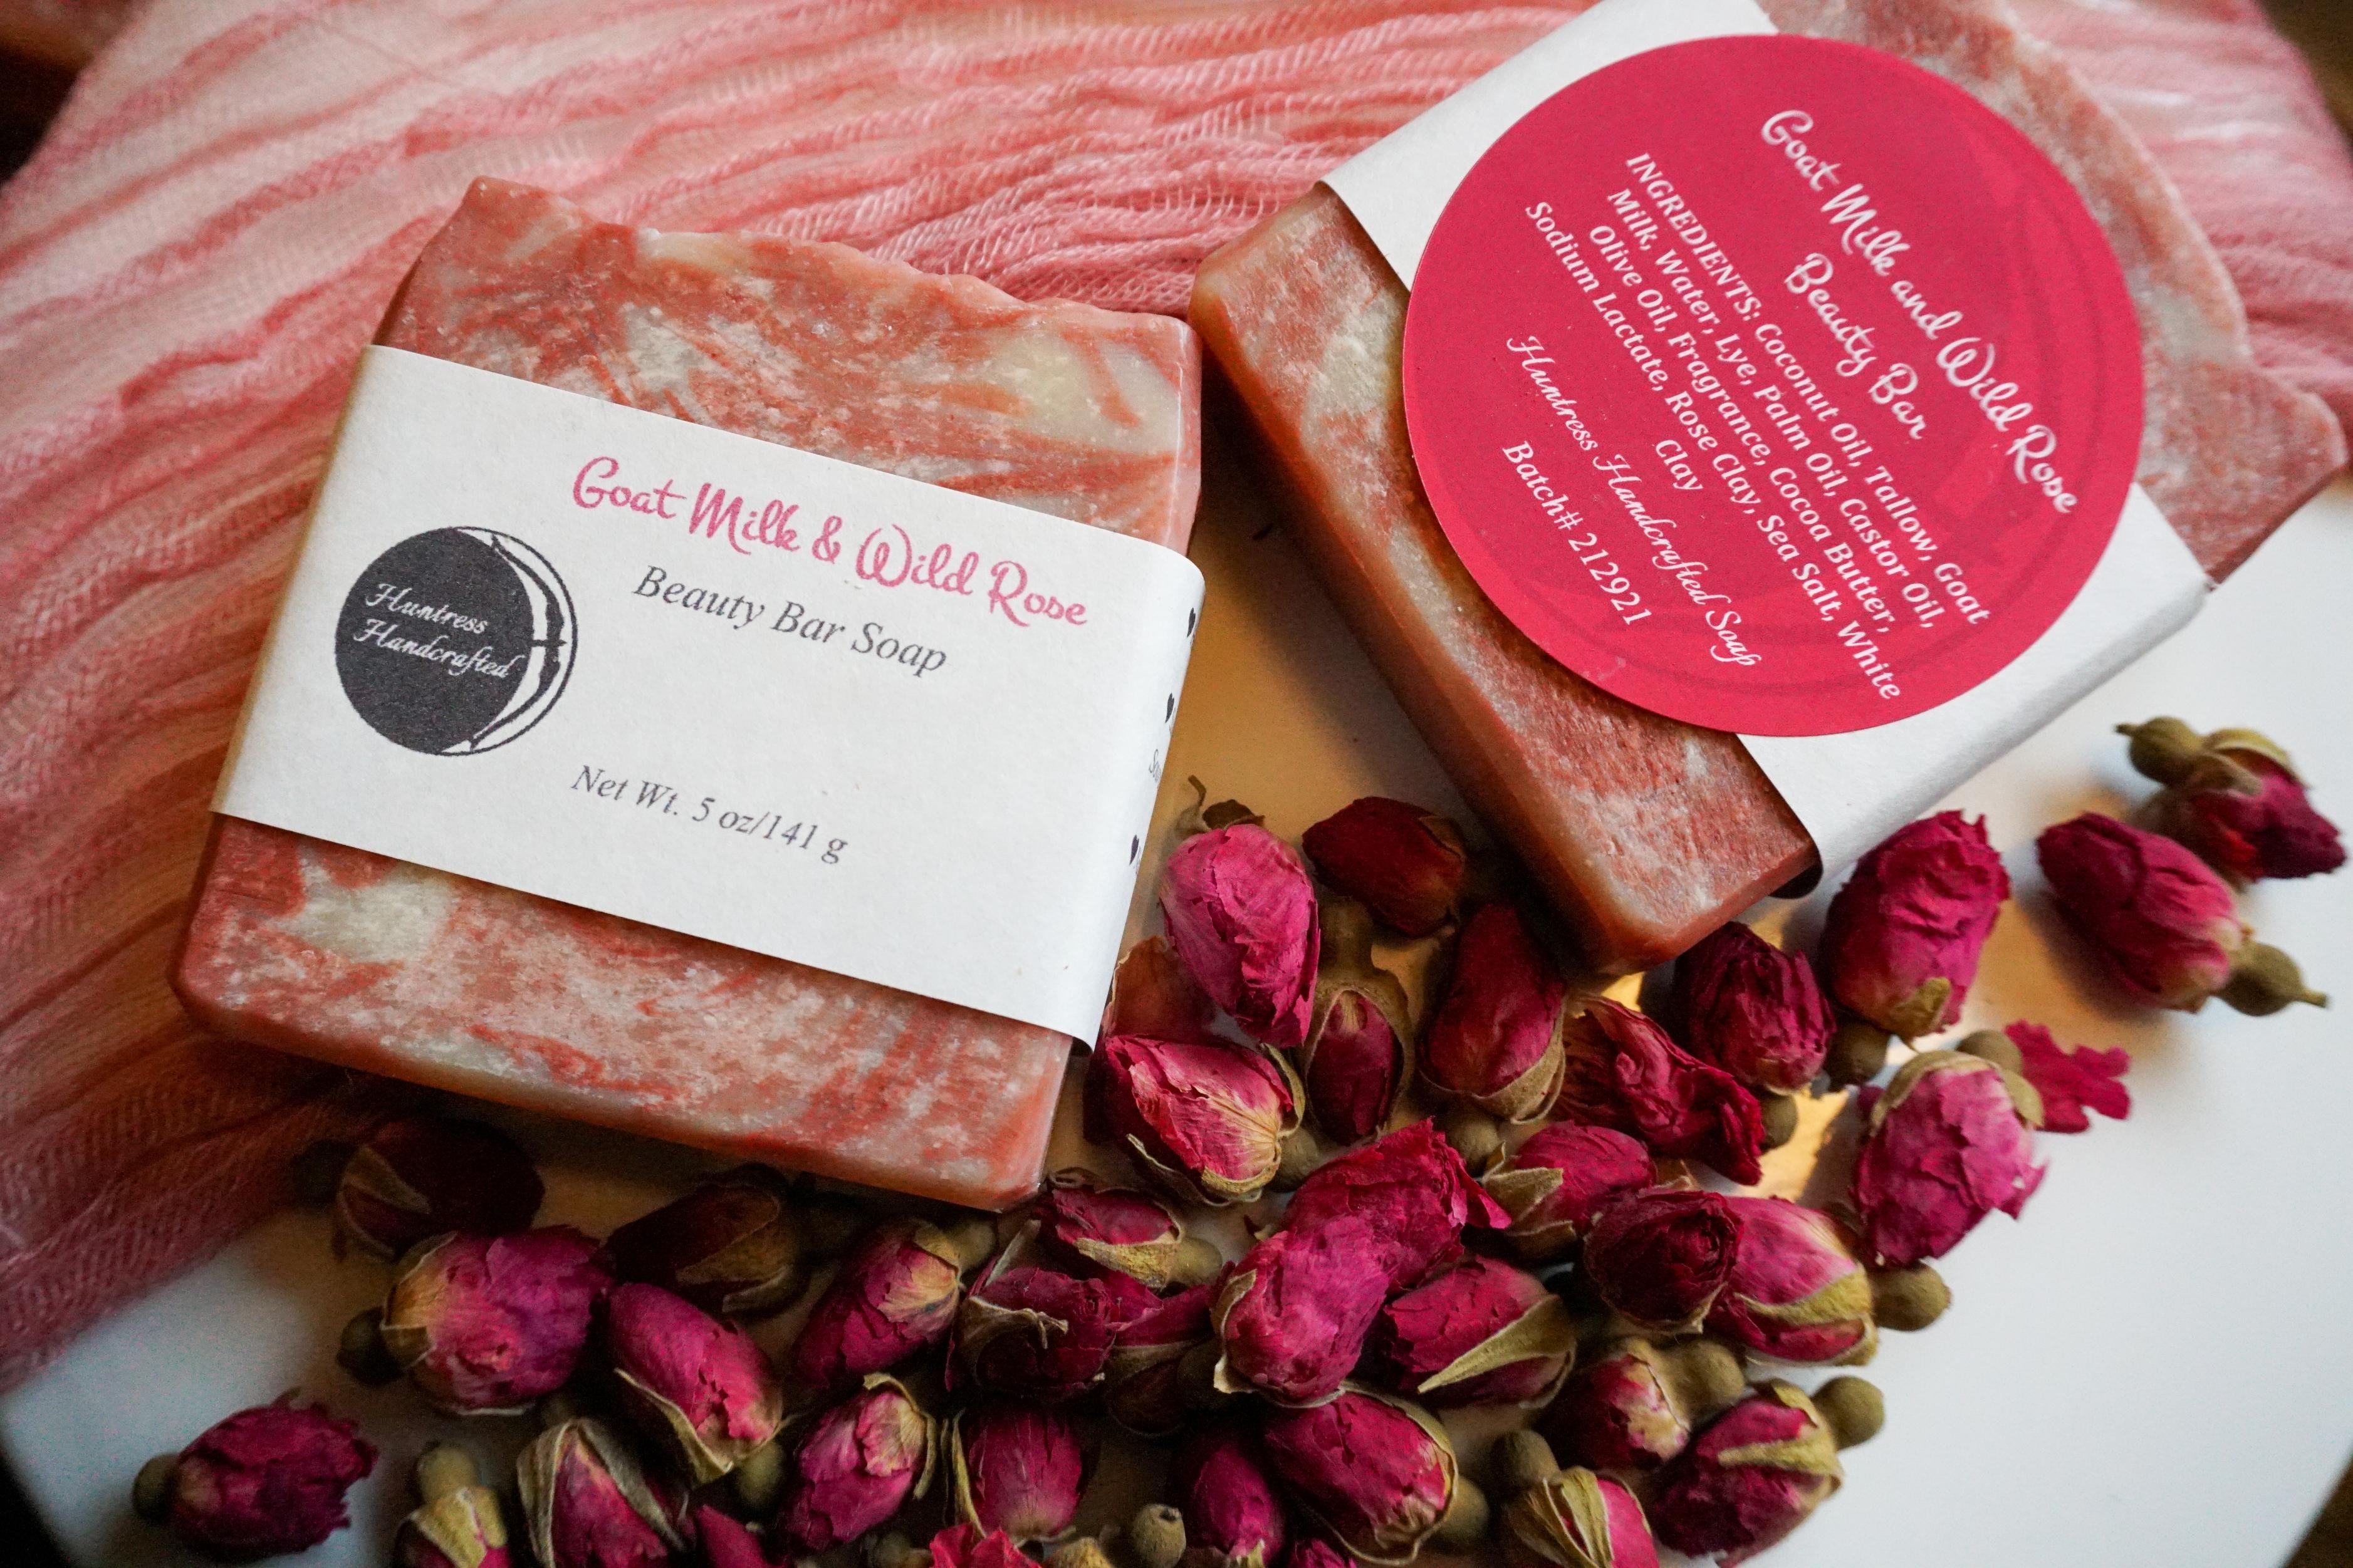 Goat Milk & Wild Rose
Beauty Bar Soap
Huntress
Handcrafted
Net Wt. 5 oz/141 g
Goat Milk and Wild Rose
Beauty Bar
INGREDIENTS: Coconut Oil, Tallow, Goat
Milk, Water, Lye, Palm Oil, Castor Oil,
Olive Oil, Fragrance, Cocoa Butter,
Sodium Lactate, Rose Clay, Sea Salt, White
Clay
Huntress Handcrafted Soap
Batch# 212921